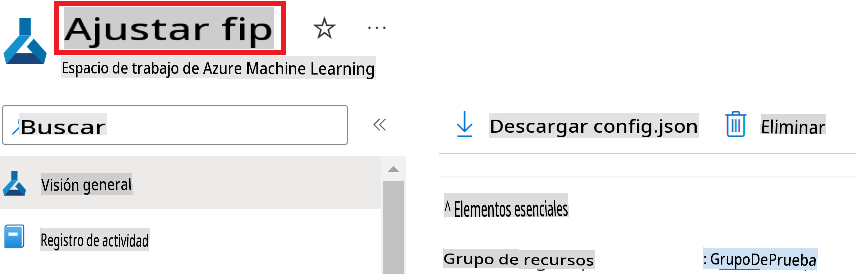 Ajustar fip
Espacio de trabajo de Azure Machine Learning
Buscar
Descargar config.json
Eliminar
Visión general
^ Elementos esenciales
Registro de actividad
Grupo de recursos : GrupoDePrueba